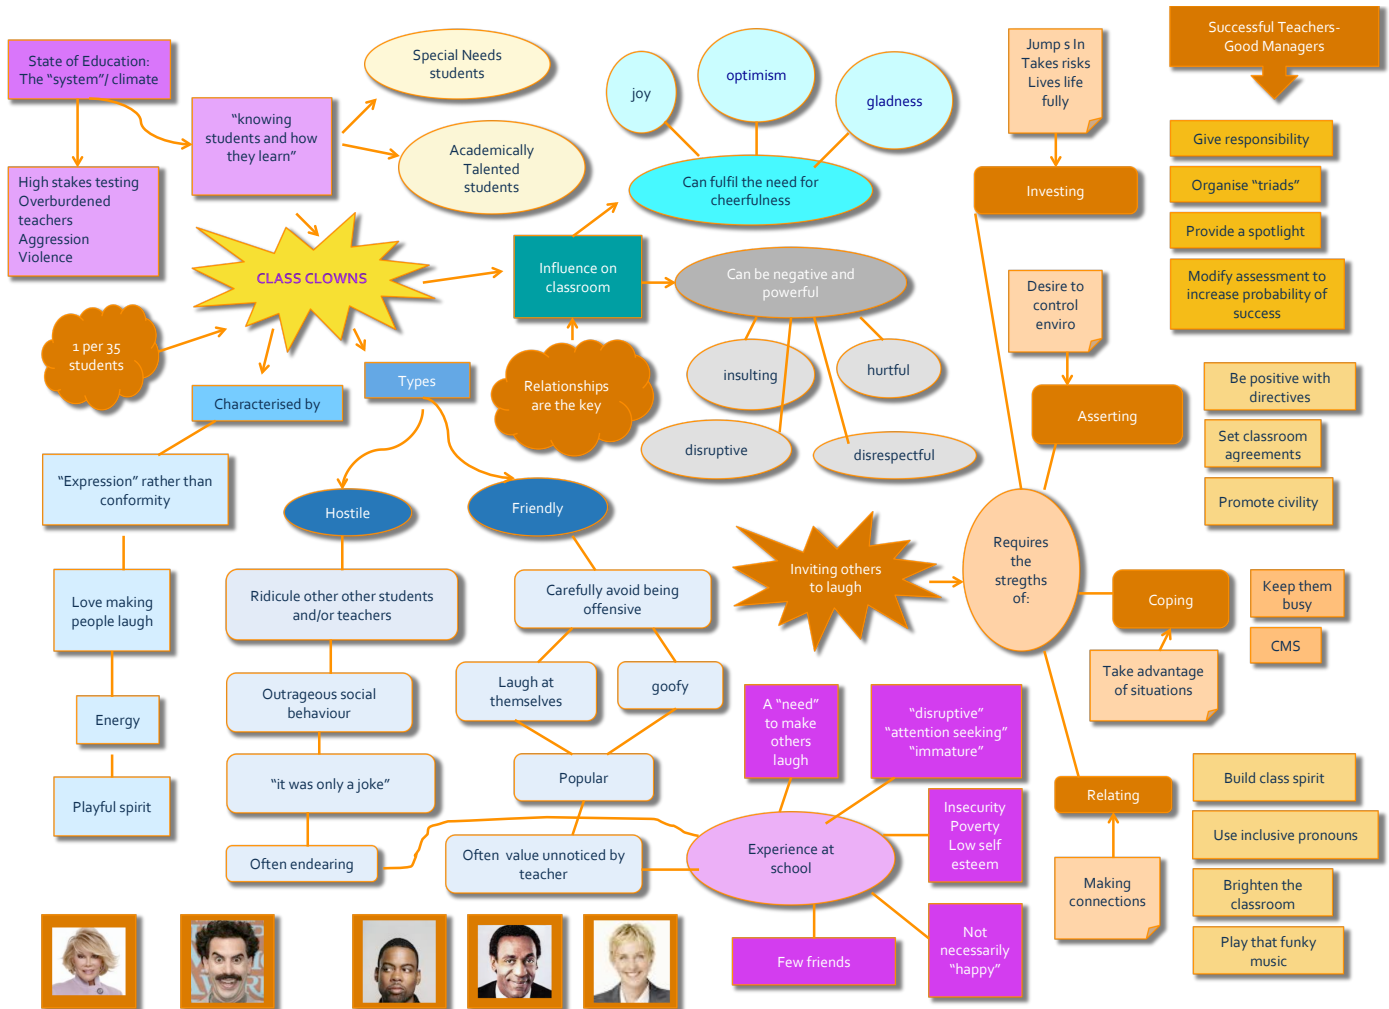 State of Education:
The “system”/ climate
“knowing
students and how
they learn”
High stakes testing
Overburdened
teachers
Aggression
Violence
Special Needs
students
Academically
Talented
students
CLASS CLOWNS
1 per 35
students
Characterised by
Types
“Expression” rather than
conformity
Love making
people laugh
Energy
Playful spirit
Hostile
Ridicule other other students
and/or teachers
Outrageous social
behaviour
“it was only a joke”
Often endearing
Friendly
Carefully avoid being
offensive
Laugh at
themselves
goofy
Popular
Often  value unnoticed by
teacher
joy
optimism
gladness
Can fulfil the need for
cheerfulness
Influence on
classroom
Can be negative and
powerful
Relationships
are the key
insulting
hurtful
disruptive
disrespectful
Inviting others
to laugh
Requires
the
stregths
of:
Jump s In
Takes risks
Lives life
fully
Investing
Desire to
control
enviro
Asserting
Coping
Take advantage
of situations
Relating
Making
connections
A “need”
to make
others
laugh
“disruptive”
“attention seeking”
“immature”
Insecurity
Poverty
Low self
esteem
Experience at
school
Few friends
Not
necessarily
“happy”
Successful Teachers-
Good Managers
Give responsibility
Organise “triads”
Provide a spotlight
Modify assessment to
increase probability of
success
Be positive with
directives
Set classroom
agreements
Promote civility
Keep them
busy
CMS
Build class spirit
Use inclusive pronouns
Brighten the
classroom
Play that funky
music